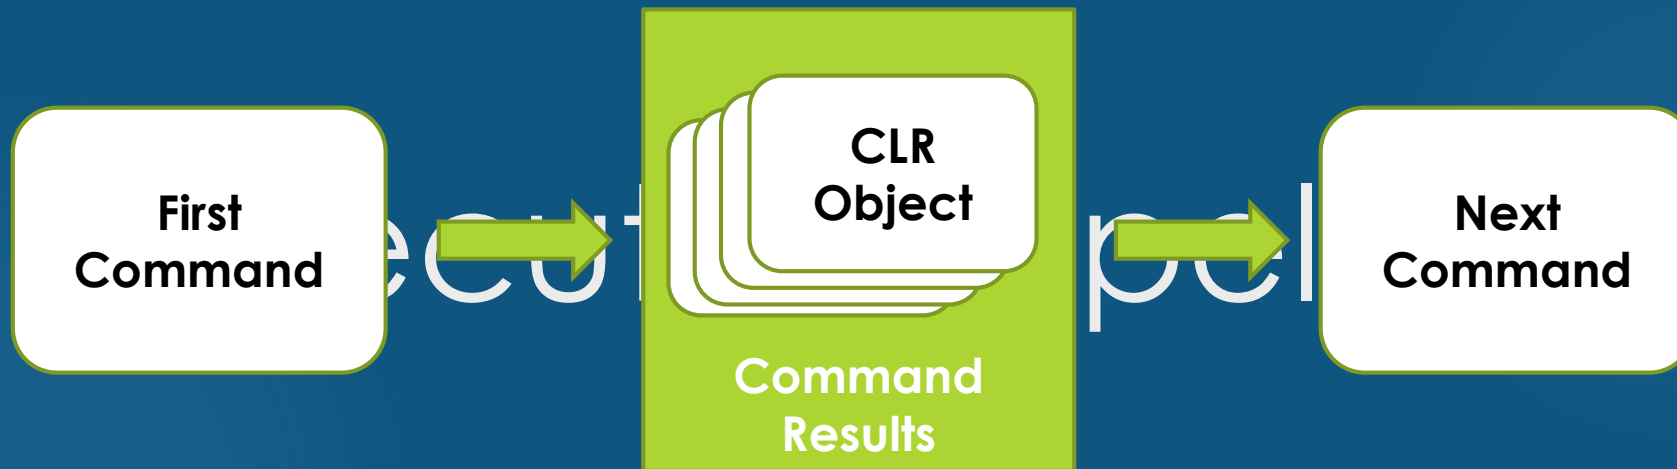 First
Command
CLR
Object
Command
Results
Next
Command